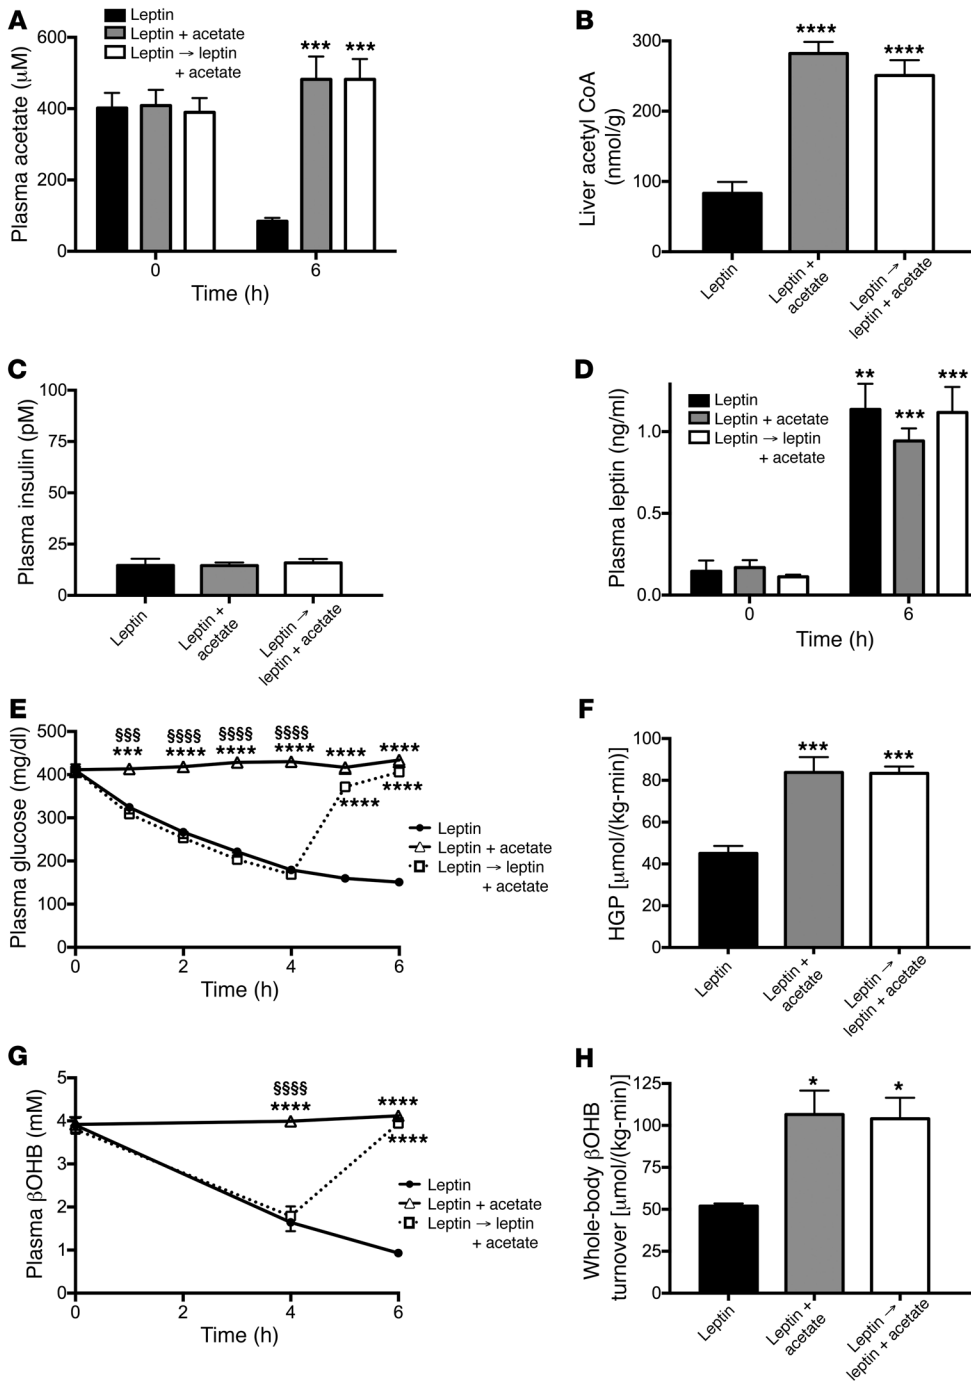 A
Leptin
Leptin + acetate
Leptin → leptin
+ acetate
Plasma acetate (μM)
600
400
200
0
*** ***
0 6
Time (h)
B
Liver acetyl CoA
(nmol/g)
300
200
100
0
****
****
Leptin
Leptin +
acetate
Leptin →
leptin + acetate
C
Plasma insulin (pM)
100
75
50
25
0
Leptin
Leptin +
acetate
Leptin →
leptin + acetate
D
Plasma leptin (ng/ml)
1.0
0.5
0.0
Leptin
Leptin + acetate
Leptin → leptin
+ acetate
**
***
***
0 6
Time (h)
E
Plasma glucose (mg/dl)
500
400
300
200
100
0
§§§ §§§§ §§§§ §§§§
*** **** **** **** **** ****
****
****
Leptin
Leptin + acetate
Leptin → leptin
+ acetate
0 2 4 6
Time (h)
F
HGP [μmol/(kg-min)]
100
80
60
40
20
0
*** ***
Leptin
Leptin +
acetate
Leptin →
leptin + acetate
G
Plasma βOHB (mM)
5
4
3
2
1
0
§§§§
**** ****
****
Leptin
Leptin + acetate
Leptin → leptin
+ acetate
0 2 4 6
Time (h)
H
Whole-body βOHB
turnover [μmol/(kg-min)]
125
100
75
50
25
0
* *
Leptin
Leptin +
acetate
Leptin →
leptin + acetate